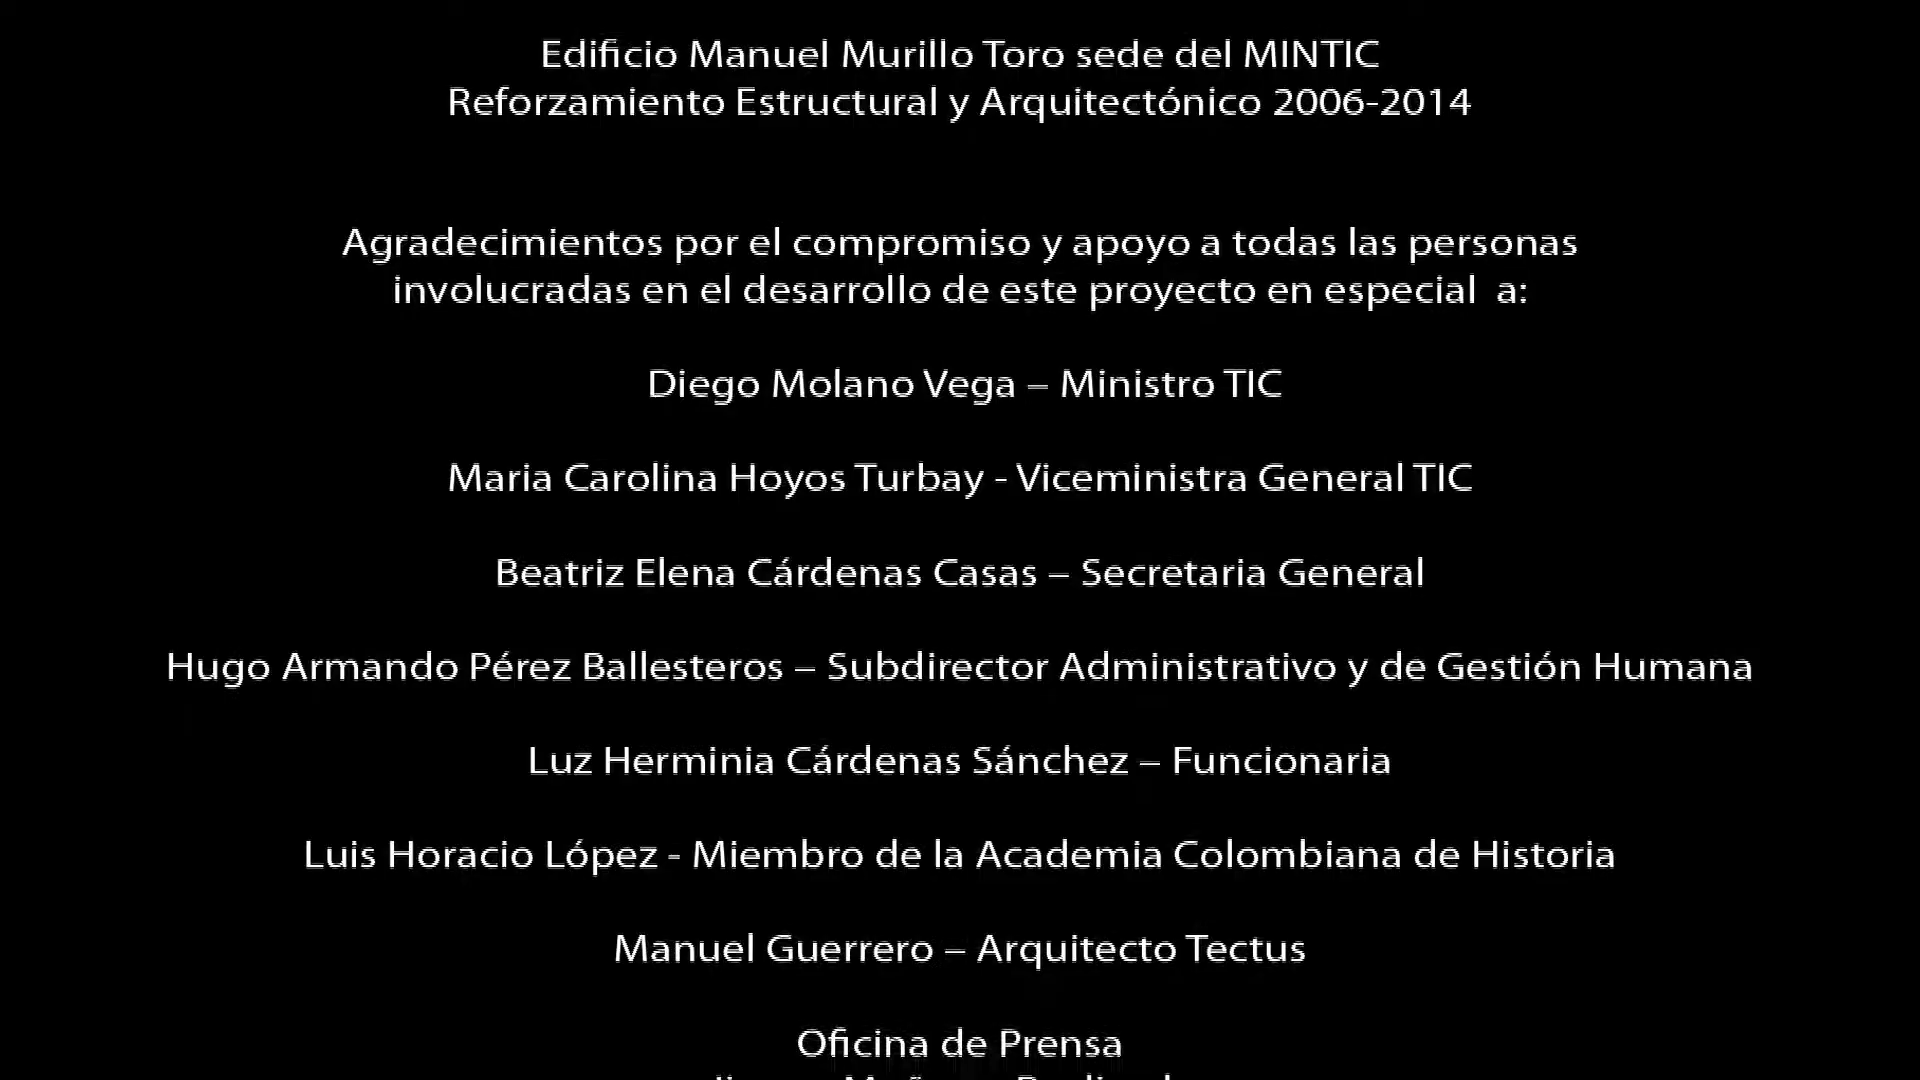 Edificio Manuel Murillo Toro sede del MINTIC
Reforzamiento Estructural y Arquitectónico 2006-2014
Agradecimientos por el compromiso y apoyo a todas las personas
involucradas en el desarrollo de este proyecto en especial a:
Diego Molano Vega – Ministro TIC
Maria Carolina Hoyos Turbay - Viceministra General TIC
Beatriz Elena Cárdenas Casas – Secretaria General
Hugo Armando Pérez Ballesteros – Subdirector Administrativo y de Gestión Humana
Luz Herminia Cárdenas Sánchez – Funcionaria
Luis Horacio López - Miembro de la Academia Colombiana de Historia
Manuel Guerrero – Arquitecto Tectus
Oficina de Prensa